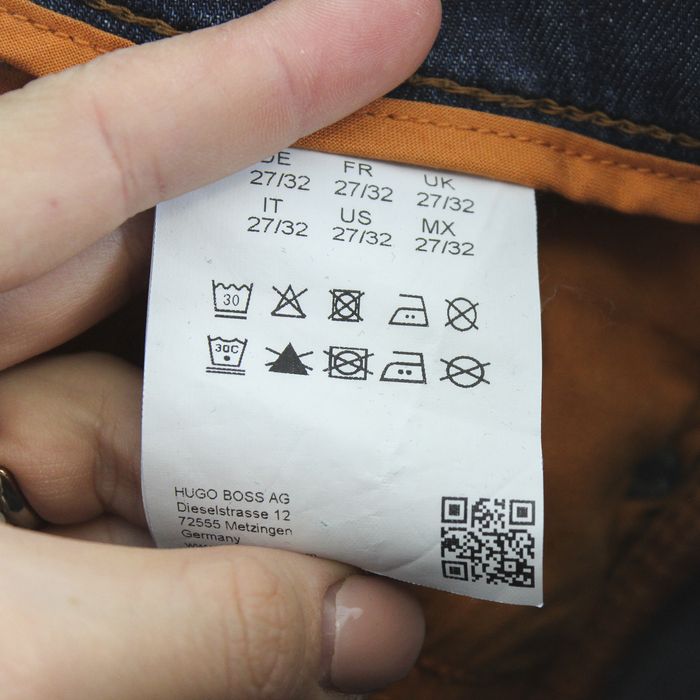 DE FR UK
27/32 27/32 27/32
IT US MX
27/32 27/32 27/32
30
30C
HUGO BOSS AG
Dieselstrasse 12
72555 Metzingen
Germany